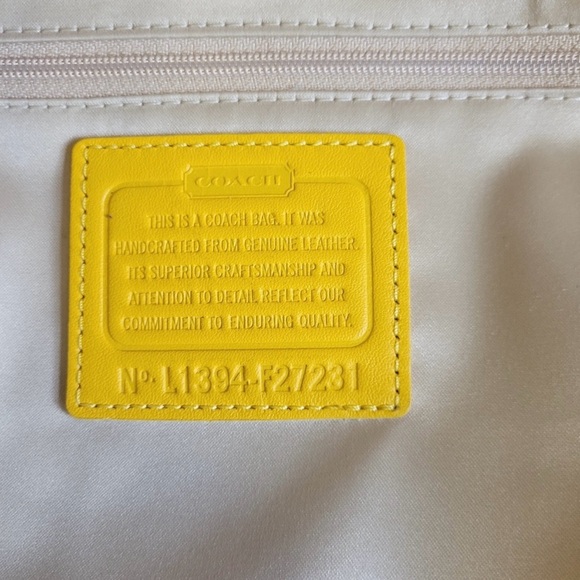 COACH
THIS IS A COACH BAG. IT WAS
HANDCRAFTED FROM GENUINE LEATHER.
ITS SUPERIOR CRAFTSMANSHIP AND
ATTENTION TO DETAIL REFLECT OUR
COMMITMENT TO ENDURING QUALITY.
Nº. L1394-F27231